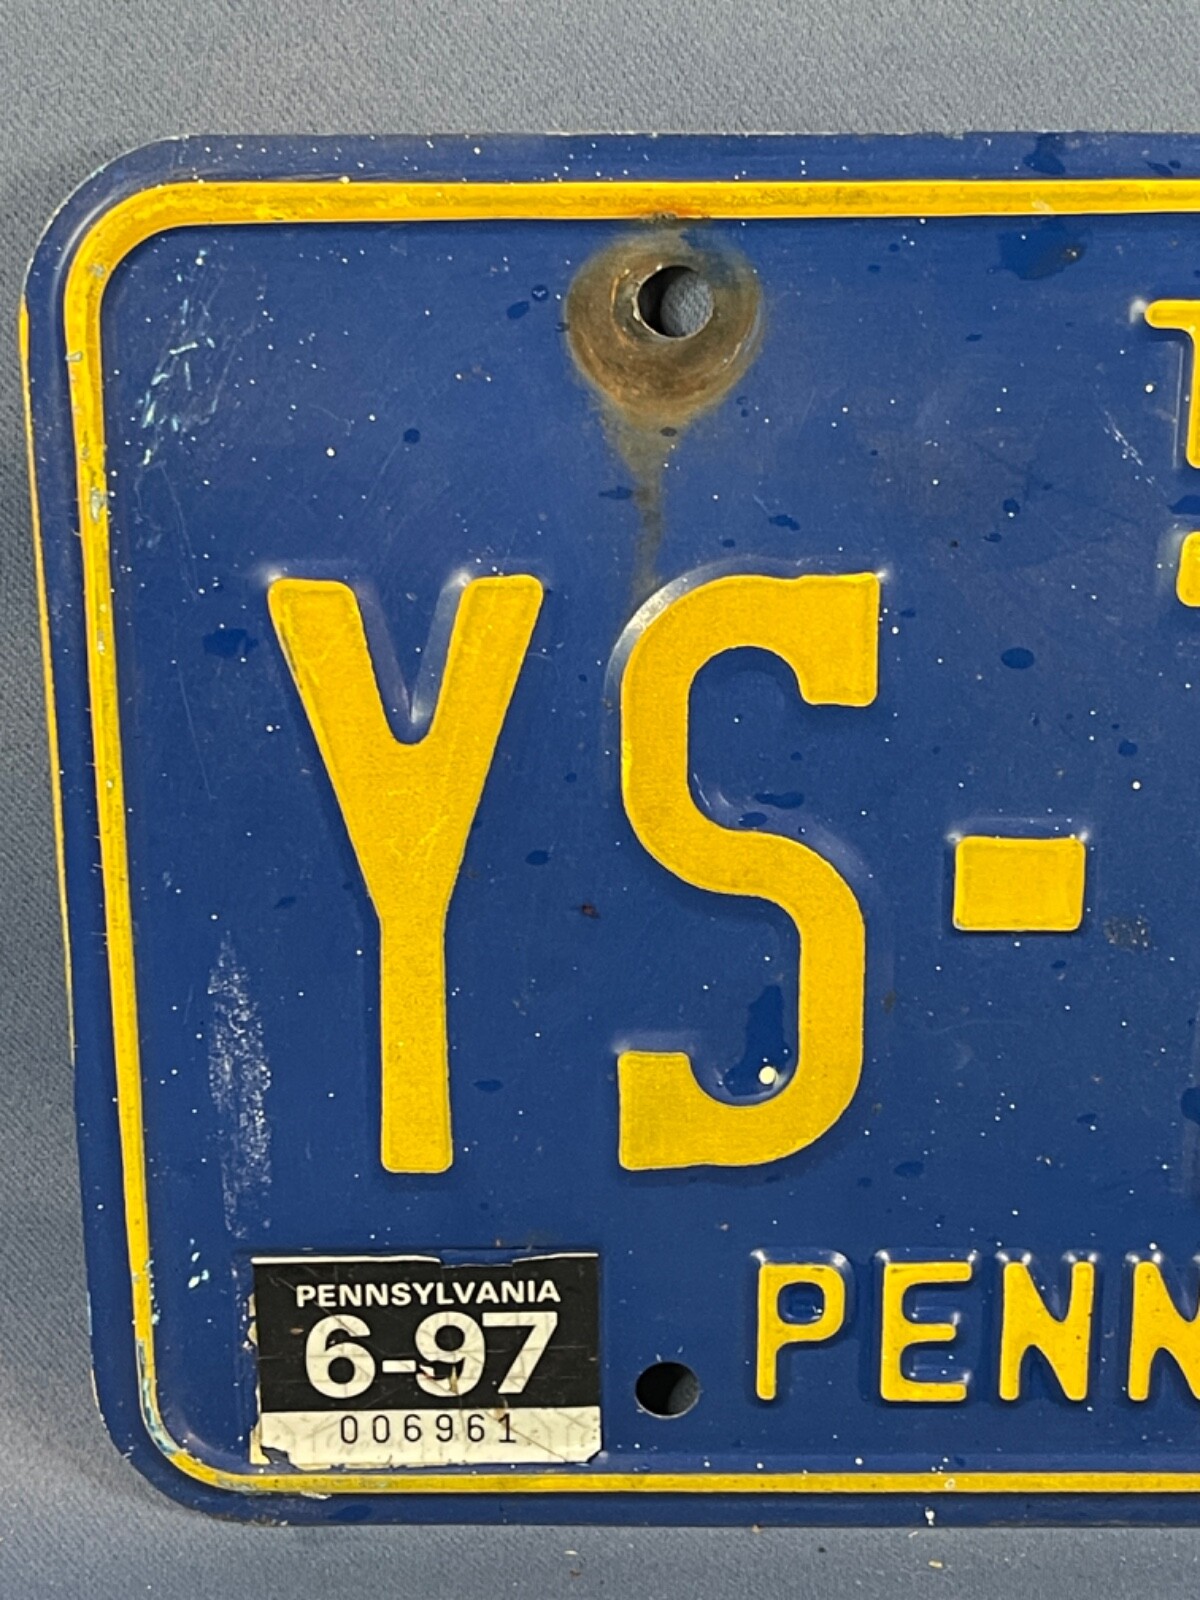 YS-
PENNSYLVANIA
6-97
006961
PENN